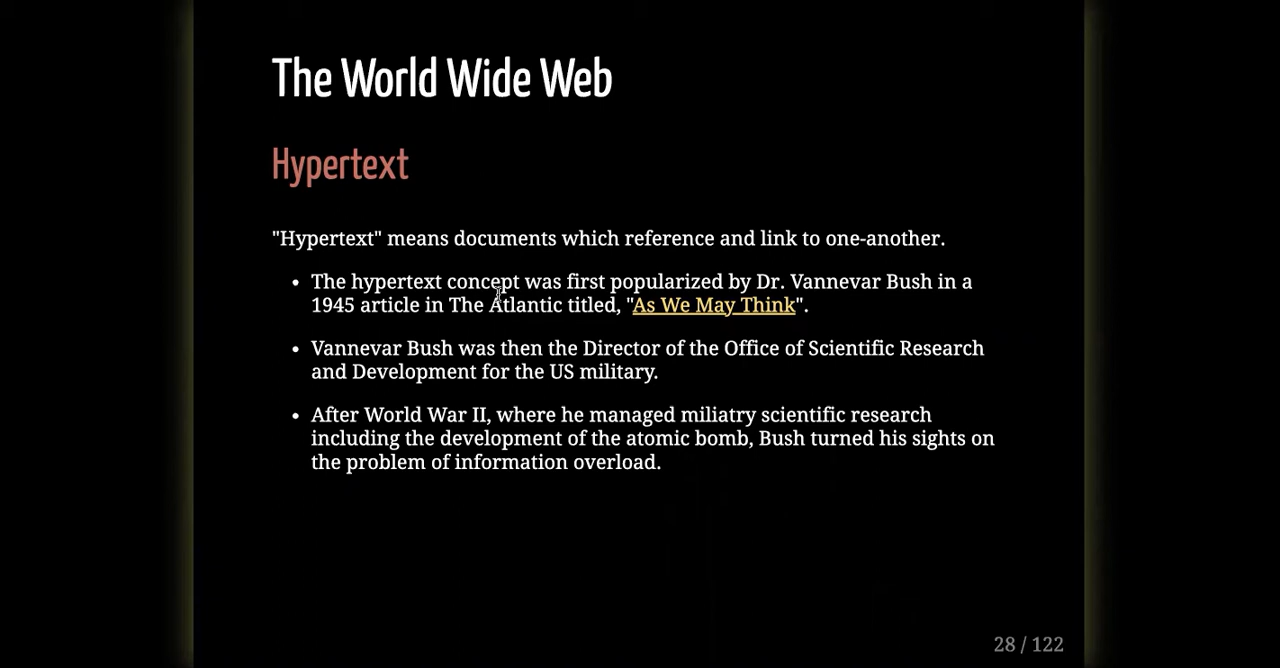 The World Wide Web
Hypertext
"Hypertext" means documents which reference and link to one-another.
• The hypertext concept was first popularized by Dr. Vannevar Bush in a
1945 article in The Atlantic titled, "As We May Think".
• Vannevar Bush was then the Director of the Office of Scientific Research
and Development for the US military.
• After World War II, where he managed miliatry scientific research
including the development of the atomic bomb, Bush turned his sights on
the problem of information overload.
28 / 122